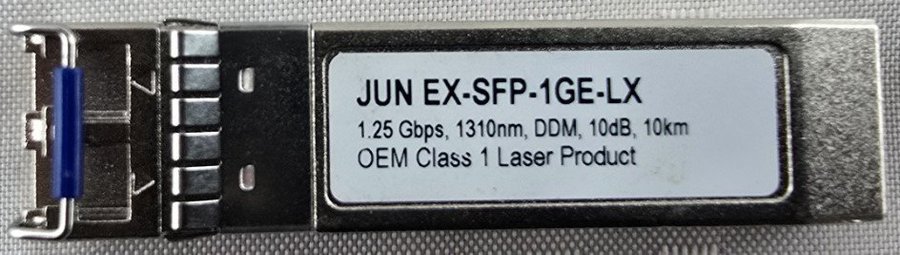 JUN EX-SFP-1GE-LX
1.25 Gbps, 1310nm, DDM, 10dB, 10km
OEM Class 1 Laser Product